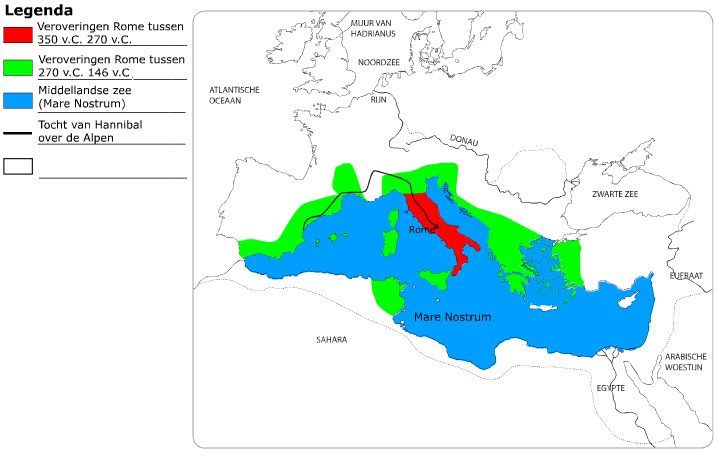 Legenda
Veroveringen Rome tussen
350 v.C. 270 v.C.
Veroveringen Rome tussen
270 v.C. 146 v.C
Middellandse zee
(Mare Nostrum)
Tocht van Hannibal
over de Alpen
MUUR VAN
HADRIANUS
NOORDZEE
ATLANTISCHE
OCEAAN
RIJN
DONAU
ZWARTE ZEE
Rome
EUFRAAT
Mare Nostrum
SAHARA
ARABISCHE
WOESTIJN
EGYPTE